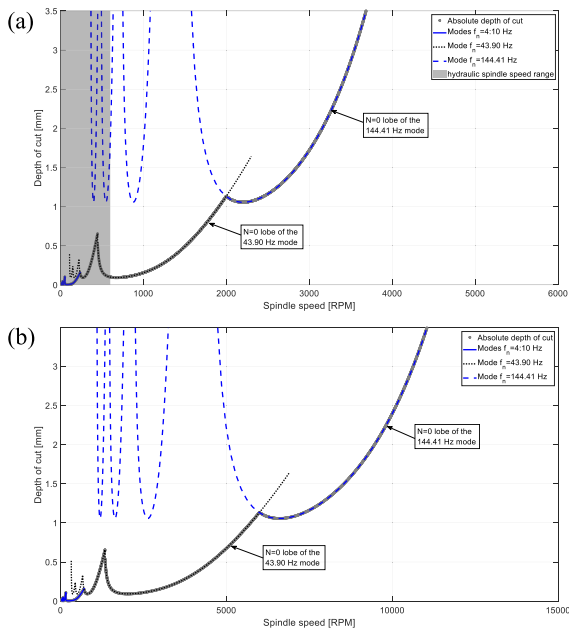 (a)
3.5
3
2.5
2
1.5
1
0.5
0
Depth of cut [mm]
Absolute depth of cut
Modes fn=4:10 Hz
Mode fn=43.90 Hz
Mode fn=144.41 Hz
hydraulic spindle speed range
N=0 lobe of the
144.41 Hz mode
N=0 lobe of the
43.90 Hz mode
0 1000 2000 3000 4000 5000 6000
Spindle speed [RPM]
(b)
3.5
3
2.5
2
1.5
1
0.5
0
Depth of cut [mm]
Absolute depth of cut
Modes fn=4:10 Hz
Mode fn=43.90 Hz
Mode fn=144.41 Hz
N=0 lobe of the
144.41 Hz mode
N=0 lobe of the
43.90 Hz mode
0 5000 10000 15000
Spindle speed [RPM]